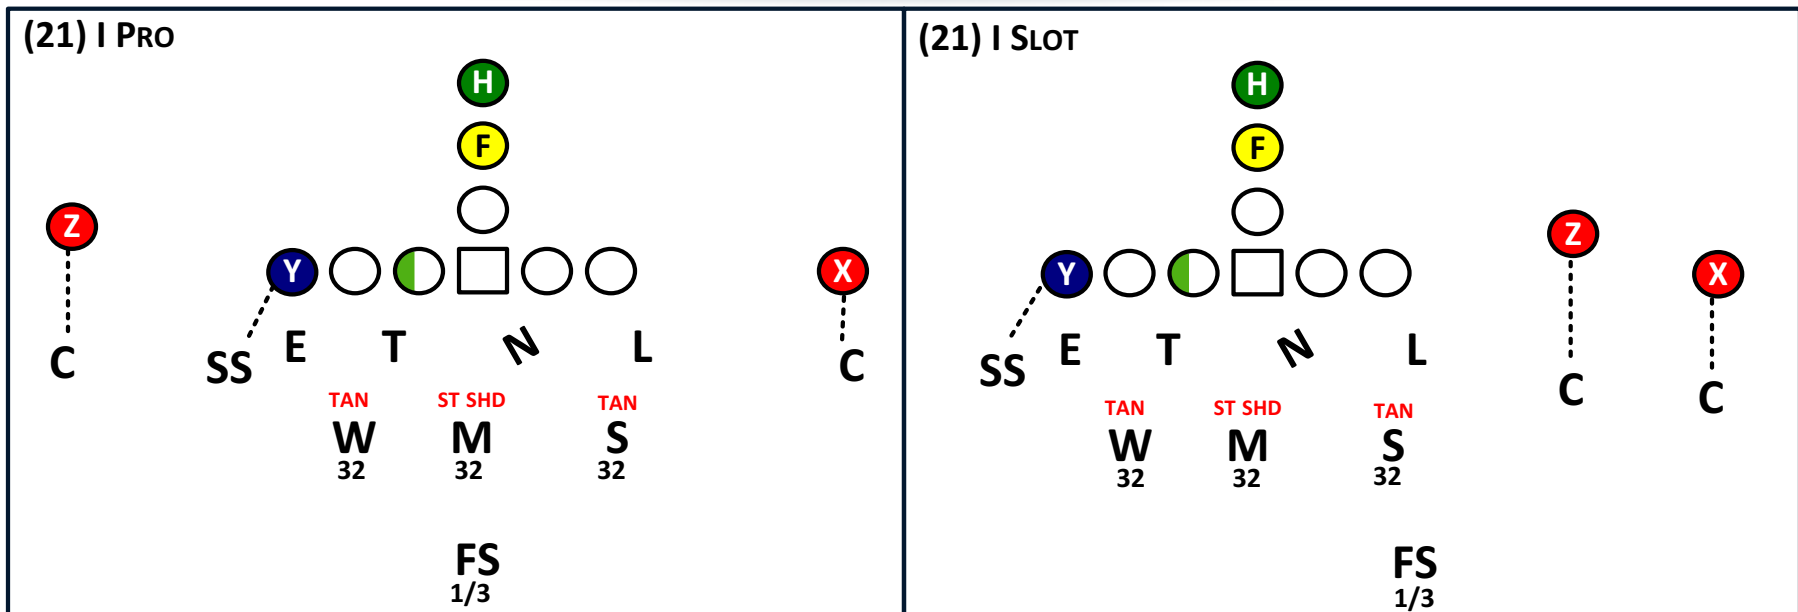 (21) I PRO
H
F
Z
Y
X
SS E T N L
C
C
TAN ST SHD TAN
W M S
32 32 32
FS
1/3
(21) I SLOT
H
F
Z
Y
X
SS E T N L
C
C
TAN ST SHD TAN
W M S
32 32 32
FS
1/3